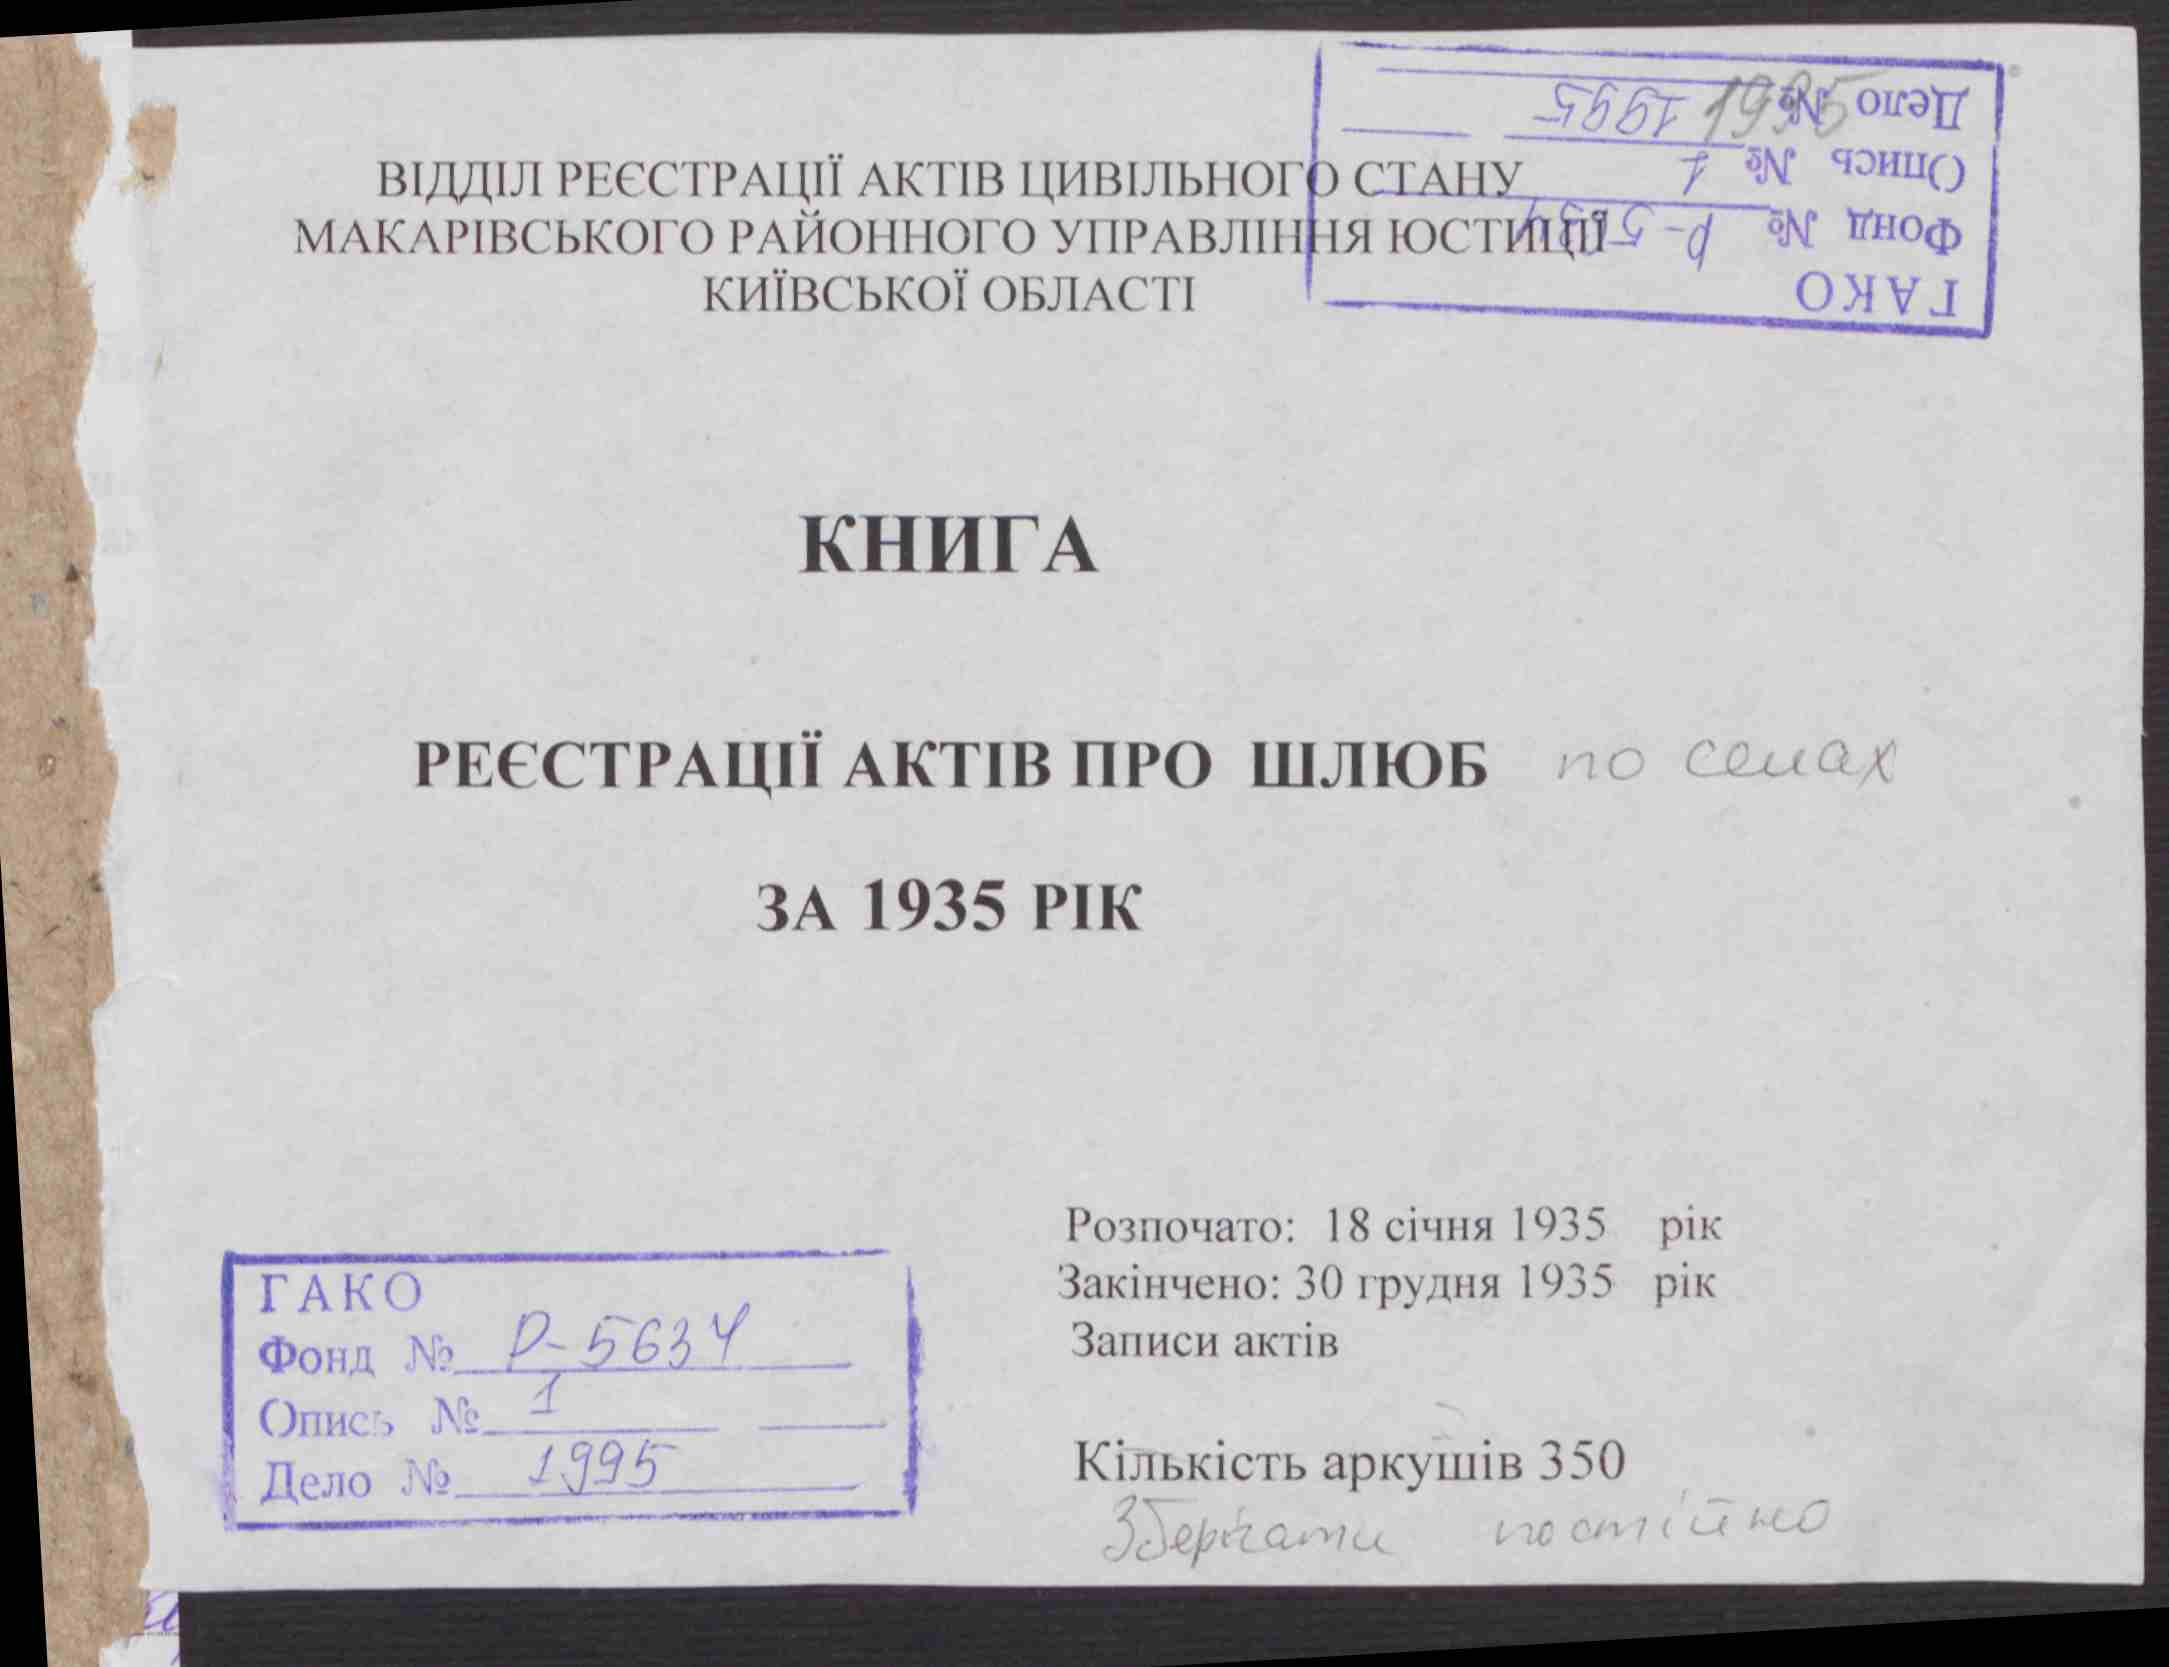 ГАКО
Фонд № Р-5634
Опись № 1
Дело № 1995
1995
ВІДДІЛ РЕЄСТРАЦІЇ АКТІВ ЦИВІЛЬНОГО СТАНУ
МАКАРІВСЬКОГО РАЙОННОГО УПРАВЛІННЯ ЮСТИЦІЇ
КИЇВСЬКОЇ ОБЛАСТІ
КНИГА
РЕЄСТРАЦІЇ АКТІВ ПРО ШЛЮБ по селах
ЗА 1935 РІК
Розпочато: 18 січня 1935 рік
Закінчено: 30 грудня 1935 рік
Записи актів
Кількість аркушів 350
Зберігати постійно
ГАКО
Фонд № Р-5634
Опись № 1
Дело № 1995